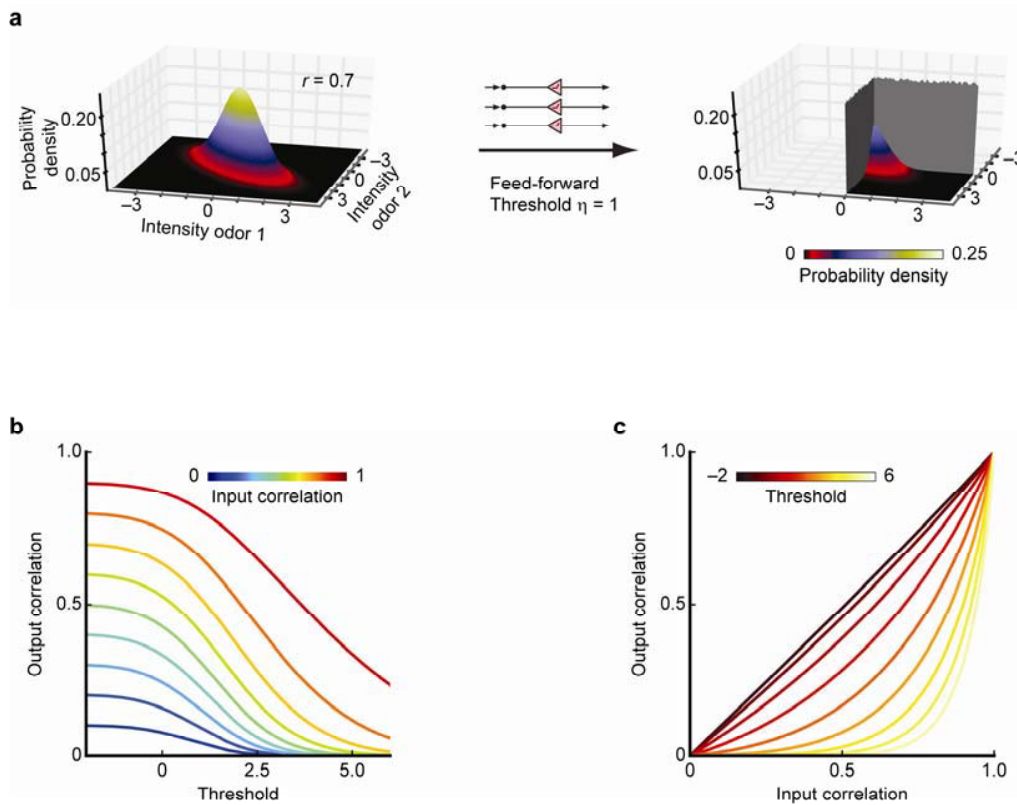 a
r = 0.7
Probability
density
0.20
0.05
−3
0
3
Intensity odor 1
−3
0
3
Intensity
odor 2
Feed-forward
Threshold η = 1
0.20
0.05
−3
0
3
−3
0
3
0 0.25
Probability density
b
1.0
0.5
0
Output correlation
0 1
Input correlation
0 2.5 5.0
Threshold
c
1.0
0.5
0
Output correlation
−2 6
Threshold
0 0.5 1.0
Input correlation